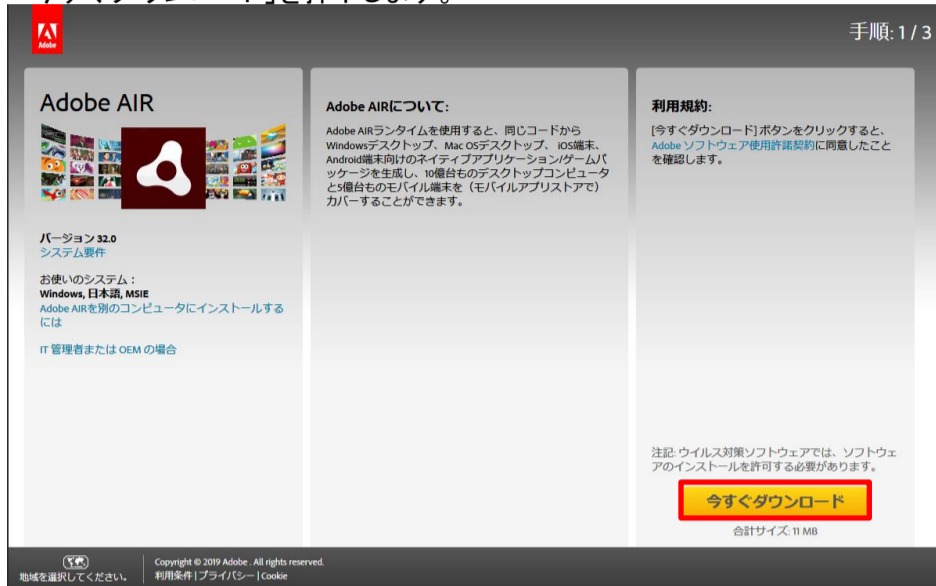 今すぐダウンロード」を押下します。
Adobe
手順: 1 / 3
Adobe AIR
バージョン 32.0
システム要件
お使いのシステム：
Windows, 日本語, MSIE
Adobe AIRを別のコンピュータにインストールする
には
IT 管理者または OEM の場合
Adobe AIRについて:
Adobe AIRランタイムを使用すると、同じコードから
Windowsデスクトップ、Mac OSデスクトップ、iOS端末、
Android端末向けのネイティブアプリケーション/ゲームパ
ッケージを生成し、10億台ものデスクトップコンピュータ
と5億台ものモバイル端末を（モバイルアプリストアで）
カバーすることができます。
利用規約:
[今すぐダウンロード] ボタンをクリックすると、
Adobe ソフトウェア使用許諾契約に同意したこと
を確認します。
注記: ウイルス対策ソフトウェアでは、ソフトウェ
アのインストールを許可する必要があります。
今すぐダウンロード
合計サイズ: 11 MB
地域を選択してください。
Copyright © 2019 Adobe . All rights reserved.
利用条件 | プライバシー | Cookie